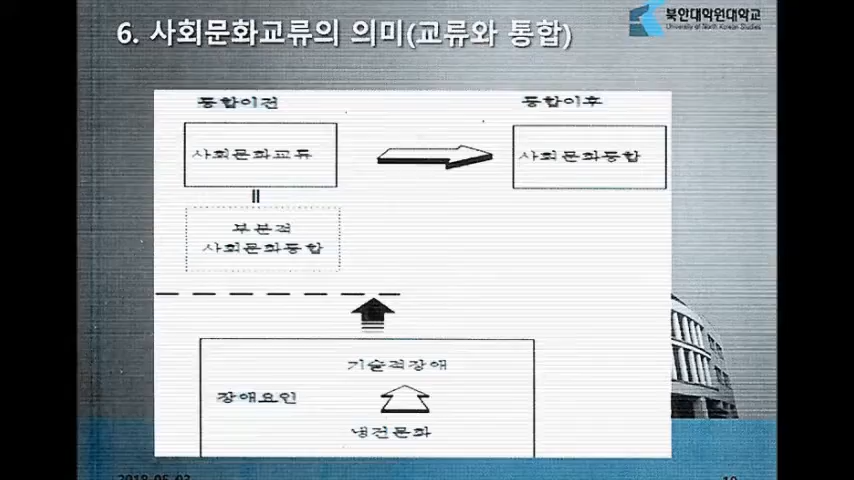 6. 사회문화교류의 의미(교류와 통합)
북한대학원대학교
University of North Korean Studies
통합이전
통합이후
사회문화교류
사회문화통합
부분적
사회문화통합
기술적장애
장애요인
냉전문화